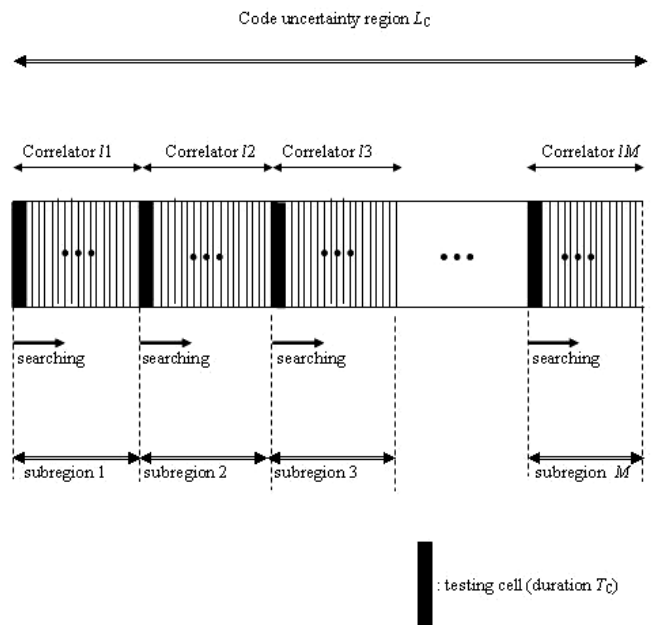 Code uncertainty region L_C
Correlator l1 Correlator l2 Correlator l3 Correlator lM
searching searching searching searching
subregion 1 subregion 2 subregion 3 subregion M
: testing cell (duration T_C)